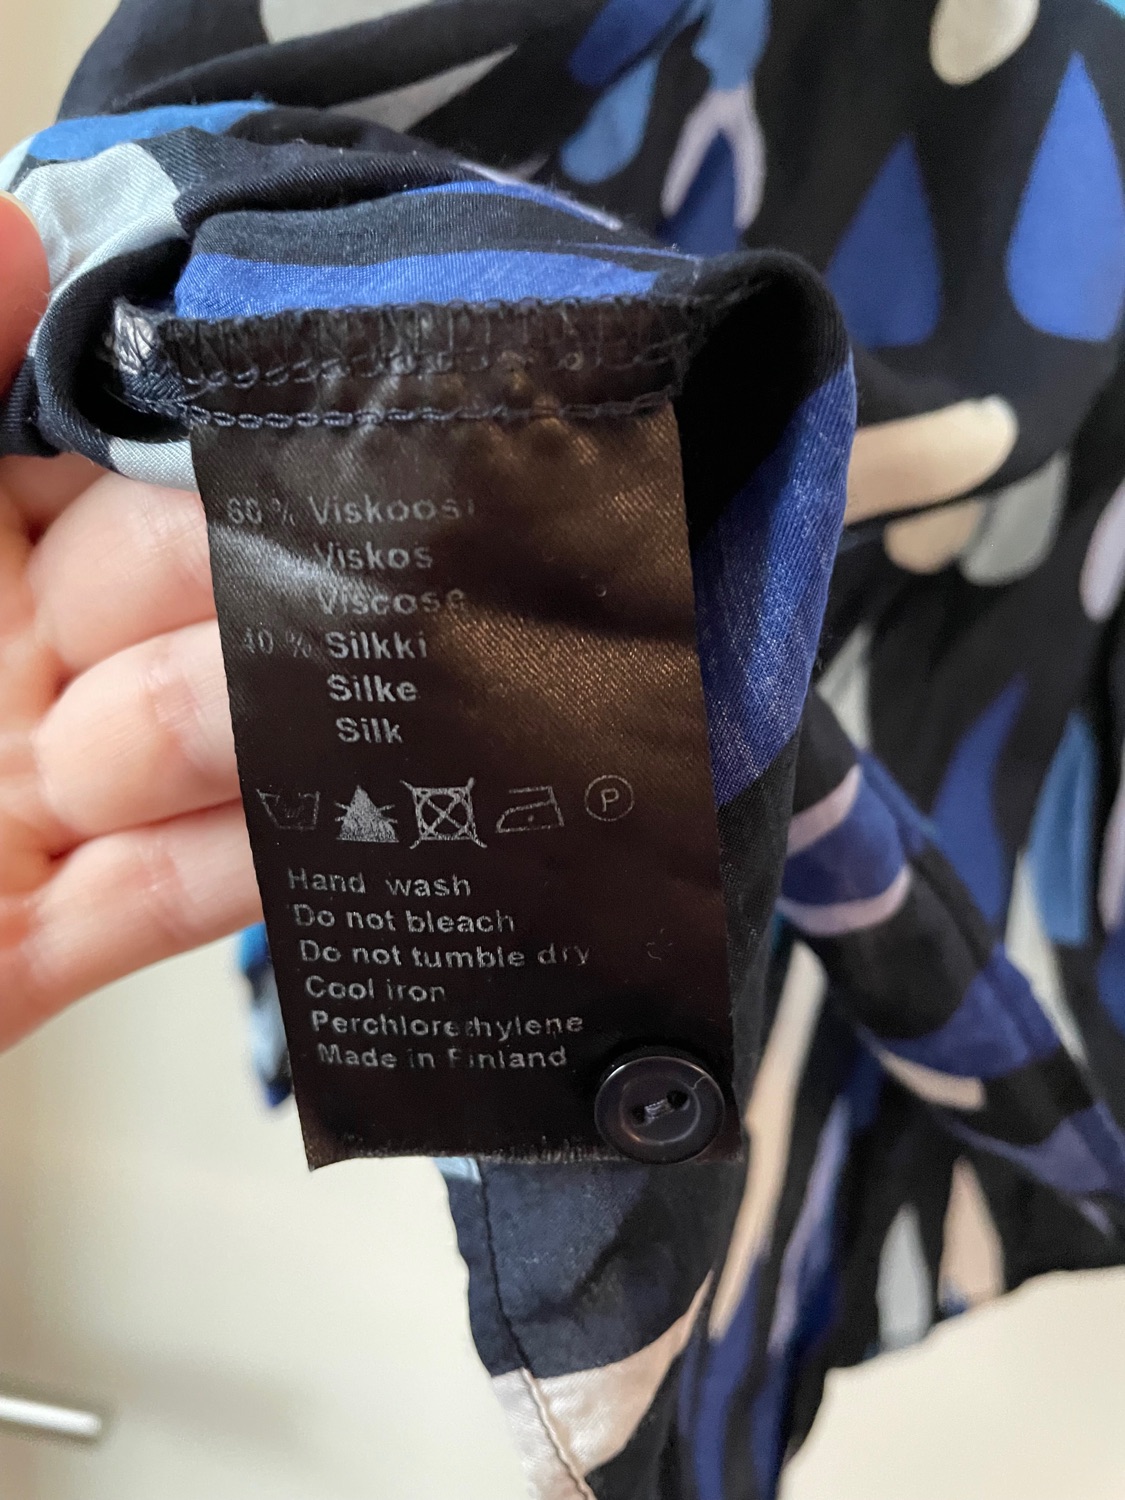 60 % Viskoosi
Viskos
Viscose
40 % Silkki
Silke
Silk
P
Hand wash
Do not bleach
Do not tumble dry
Cool iron
Perchlorethylene
Made in Finland